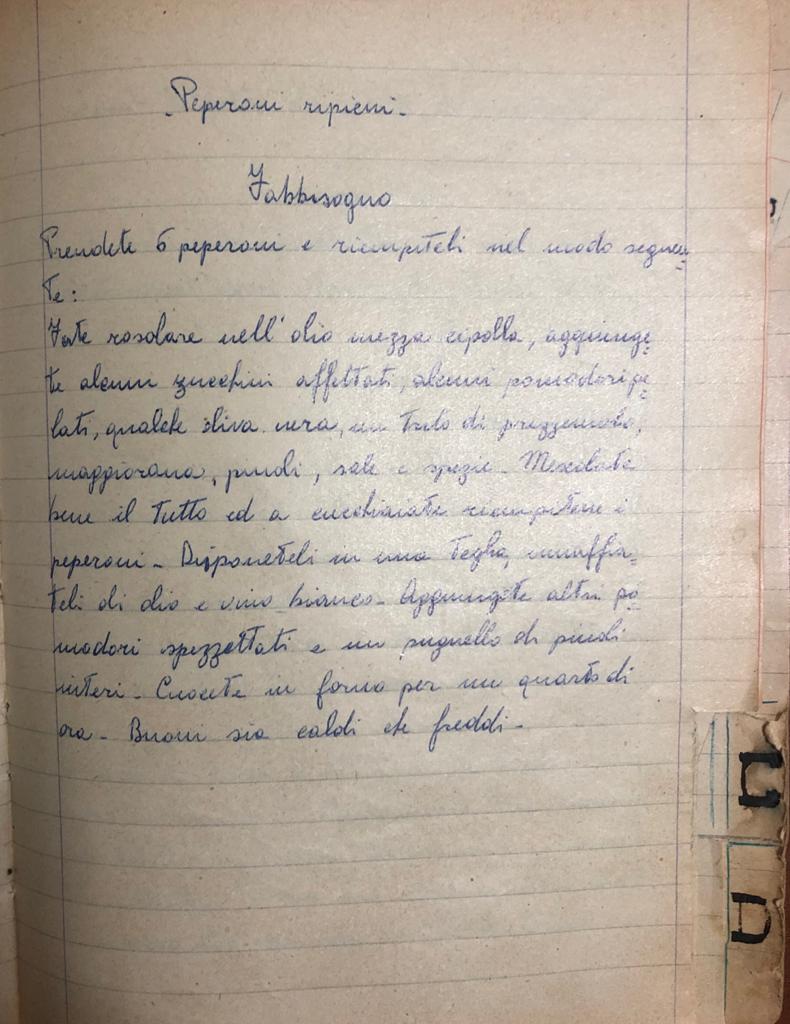 - Peperoni ripieni -
Fabbisogno
Prendete 6 peperoni e riempiteli nel modo seguen=
te:
Fate rosolare nell'olio mezza cipolla, aggiunge=
te alcuni zucchini affettati, alcuni pomodori pe=
lati, qualche oliva nera, un trito di prezzemolo,
maggiorana, pinoli, sale e spezie - Mescolate
bene il tutto ed a cucchiaiate riempitene i
peperoni - Disponeteli in una teglia, innaffia-
teli di olio e vino bianco - Aggiungete altri po=
modori spezzettati e un pugnello di pinoli
interi - Cuocete in forno per un quarto di
ora - Buoni sia caldi che freddi -